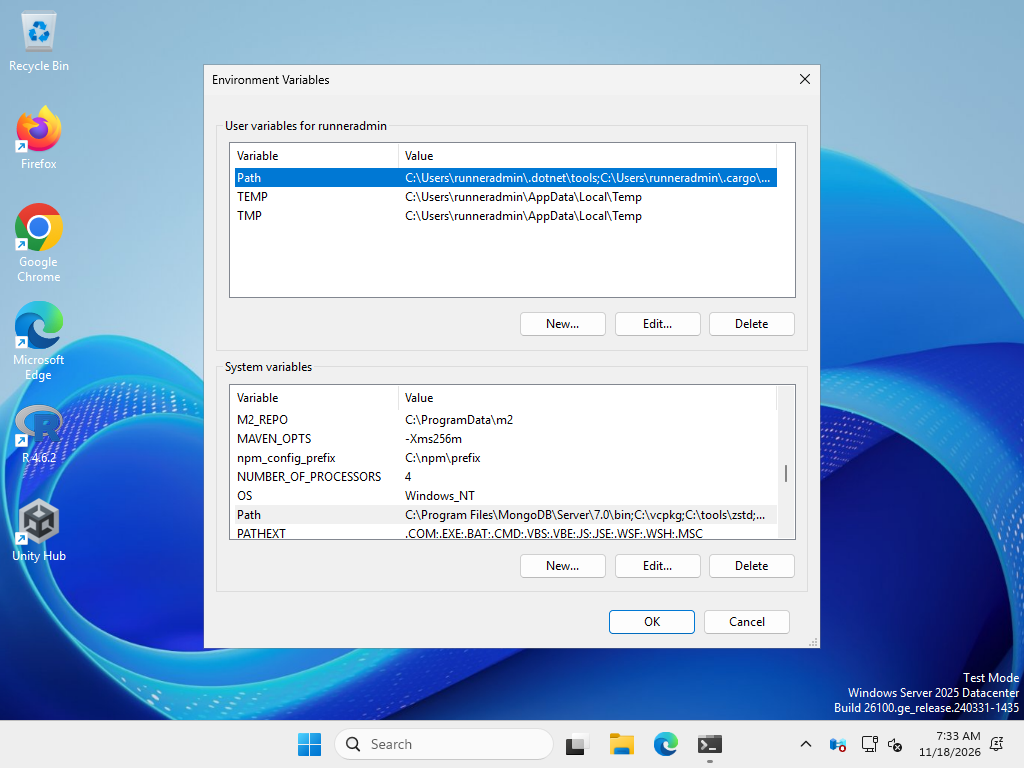 Recycle Bin
Firefox
Google
Chrome
Microsoft
Edge
R 4.6.2
Unity Hub
Environment Variables
User variables for runneradmin
Variable Value
Path C:\Users\runneradmin\.dotnet\tools;C:\Users\runneradmin\.cargo\...
TEMP C:\Users\runneradmin\AppData\Local\Temp
TMP C:\Users\runneradmin\AppData\Local\Temp
New... Edit... Delete
System variables
Variable Value
M2_REPO C:\ProgramData\m2
MAVEN_OPTS -Xms256m
npm_config_prefix C:\npm\prefix
NUMBER_OF_PROCESSORS 4
OS Windows_NT
Path C:\Program Files\MongoDB\Server\7.0\bin;C:\vcpkg;C:\tools\zstd;...
PATHEXT .COM;.EXE;.BAT;.CMD;.VBS;.VBE;.JS;.JSE;.WSF;.WSH;.MSC
New... Edit... Delete
OK Cancel
Test Mode
Windows Server 2025 Datacenter
Build 26100.ge_release.240331-1435
Search
7:33 AM
11/18/2026